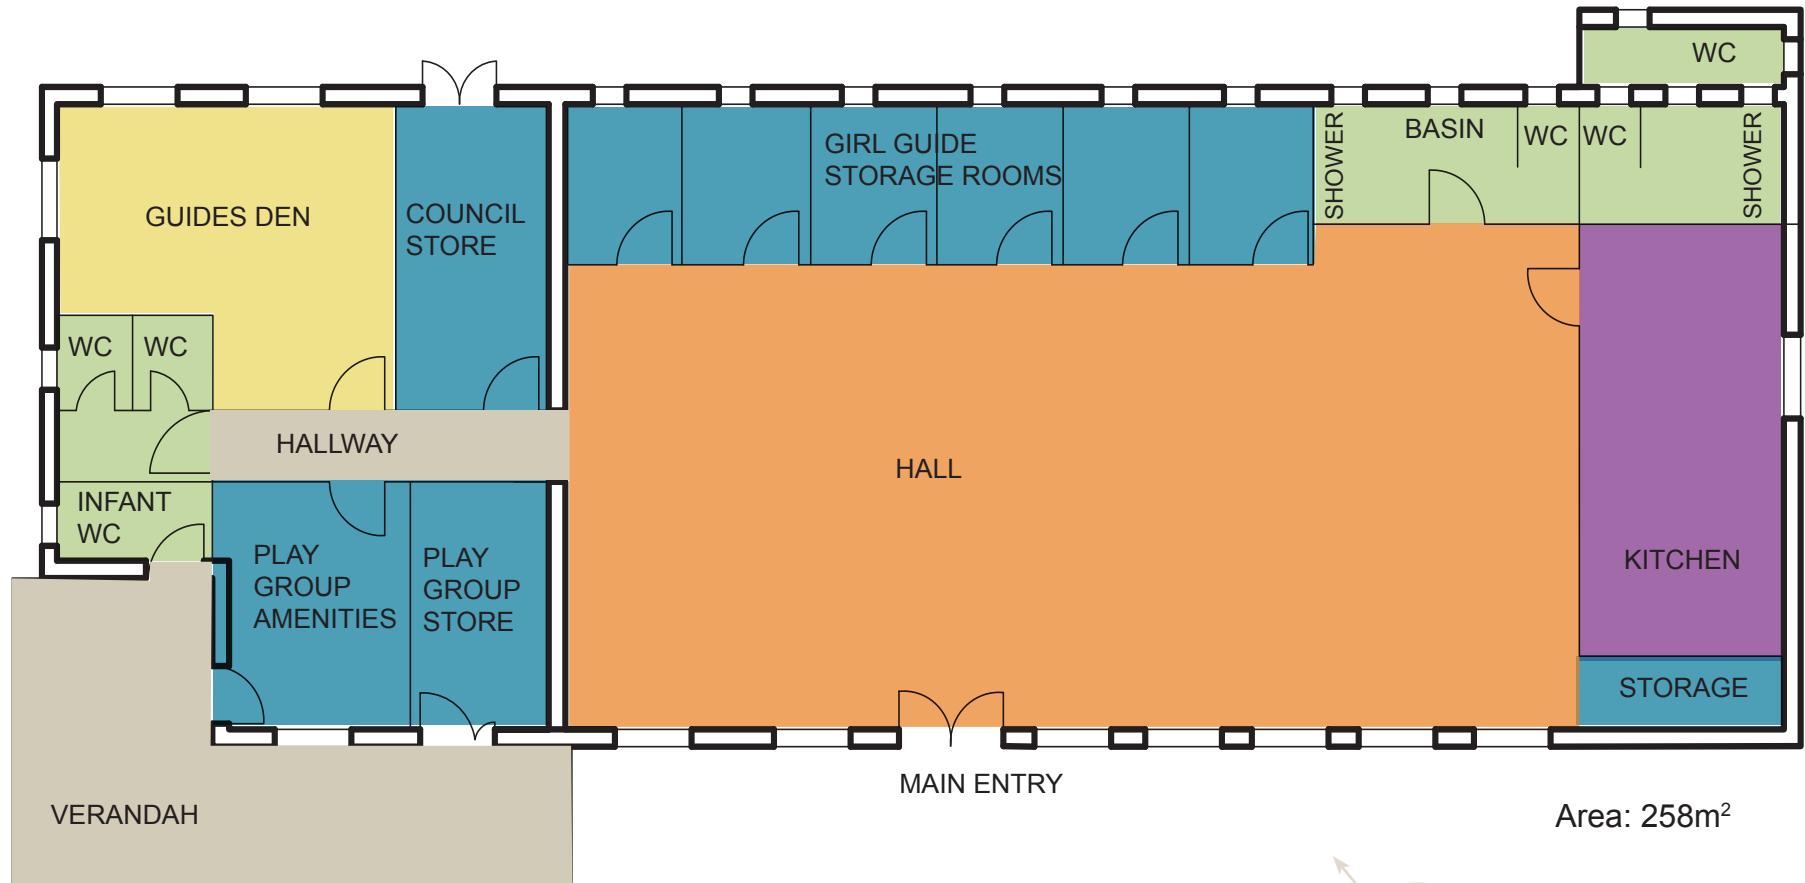 WC
SHOWER
BASIN
WC
WC
SHOWER
GIRL GUIDE
STORAGE ROOMS
GUIDES DEN
COUNCIL
STORE
WC
WC
HALLWAY
HALL
INFANT
WC
PLAY
GROUP
AMENITIES
PLAY
GROUP
STORE
KITCHEN
STORAGE
MAIN ENTRY
VERANDAH
Area: 258m²